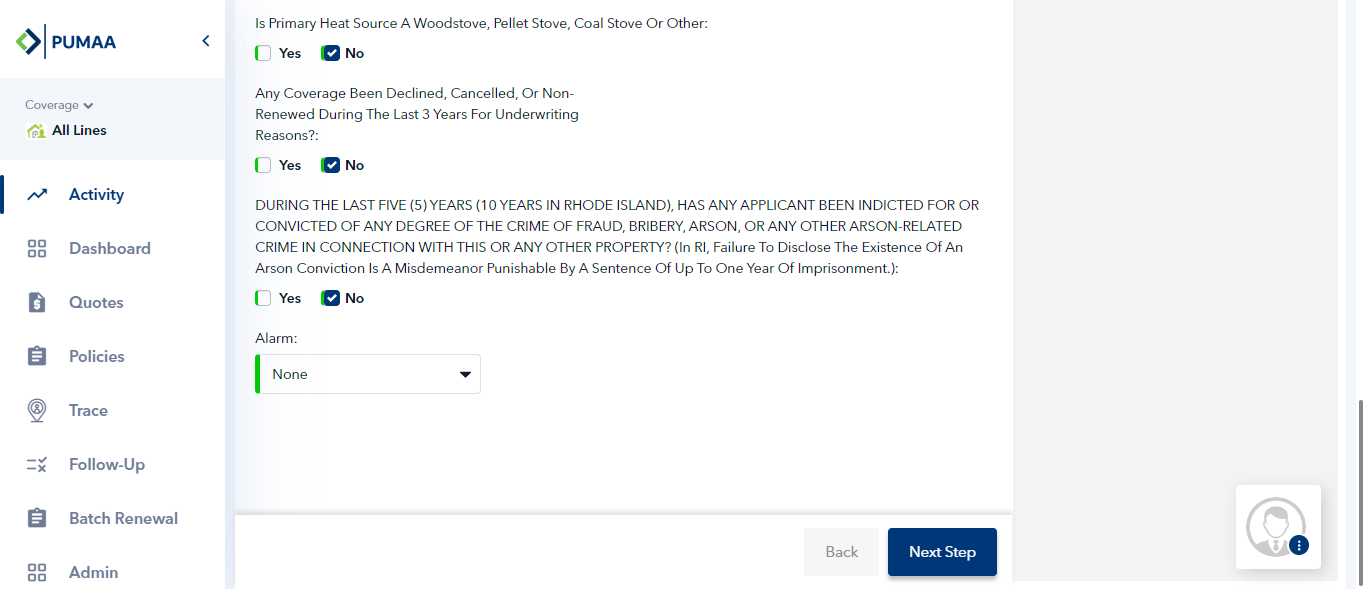 PUMAA
Coverage
All Lines
Activity
Dashboard
Quotes
Policies
Trace
Follow-Up
Batch Renewal
Admin
Is Primary Heat Source A Woodstove, Pellet Stove, Coal Stove Or Other:
Yes No
Any Coverage Been Declined, Cancelled, Or Non-
Renewed During The Last 3 Years For Underwriting
Reasons?:
Yes No
DURING THE LAST FIVE (5) YEARS (10 YEARS IN RHODE ISLAND), HAS ANY APPLICANT BEEN INDICTED FOR OR
CONVICTED OF ANY DEGREE OF THE CRIME OF FRAUD, BRIBERY, ARSON, OR ANY OTHER ARSON-RELATED
CRIME IN CONNECTION WITH THIS OR ANY OTHER PROPERTY? (In RI, Failure To Disclose The Existence Of An
Arson Conviction Is A Misdemeanor Punishable By A Sentence Of Up To One Year Of Imprisonment.):
Yes No
Alarm:
None
Back Next Step